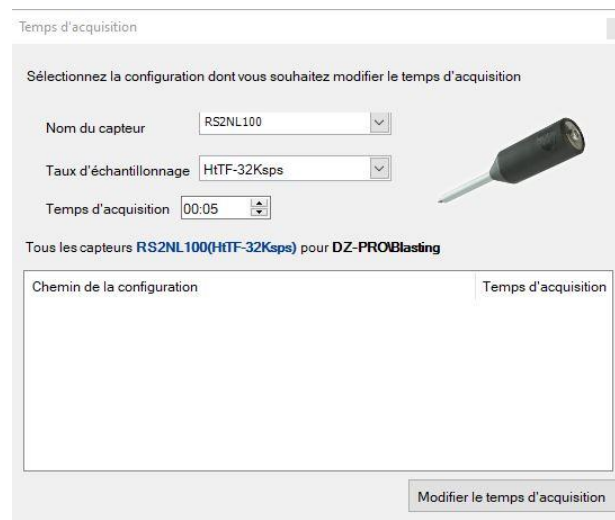 Temps d'acquisition
Sélectionnez la configuration dont vous souhaitez modifier le temps d'acquisition
Nom du capteur RS2NL100
Taux d'échantillonnage HtTF-32Ksps
Temps d'acquisition 00:05
Tous les capteurs RS2NL100(HtTF-32Ksps) pour DZ-PRO\Blasting
Chemin de la configuration Temps d'acquisition
Modifier le temps d'acquisition